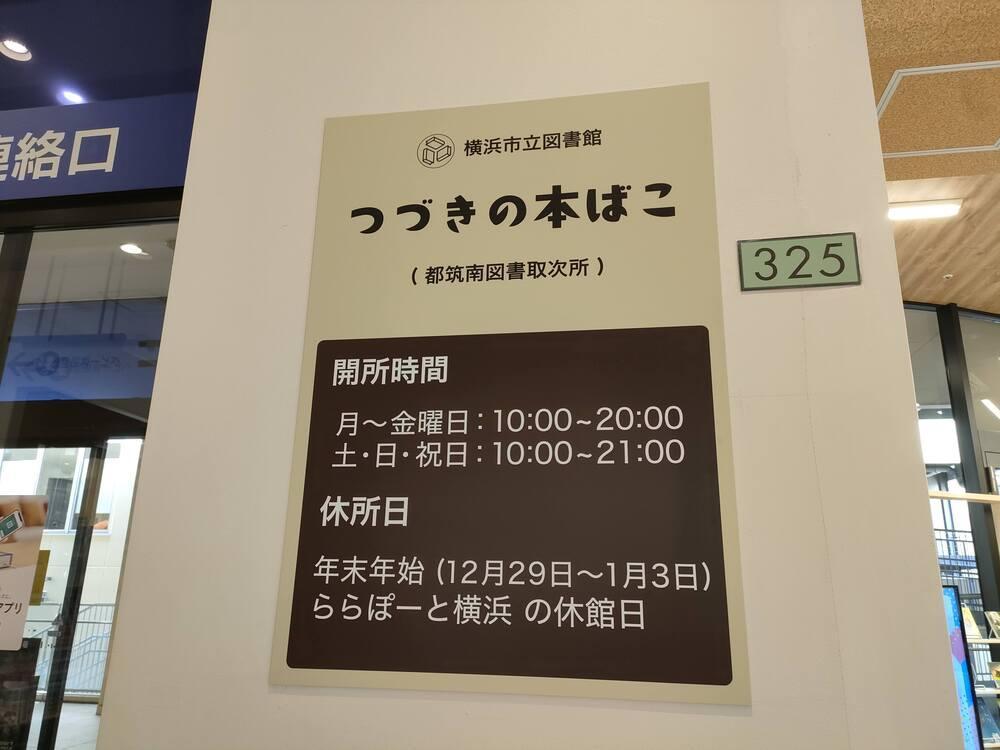 連絡口
横浜市立図書館
つづきの本ばこ
( 都筑南図書取次所 )
325
開所時間
月～金曜日：10:00~20:00
土・日・祝日：10:00~21:00
休所日
年末年始 (12月29日～1月3日)
ららぽーと横浜 の休館日
アプリ